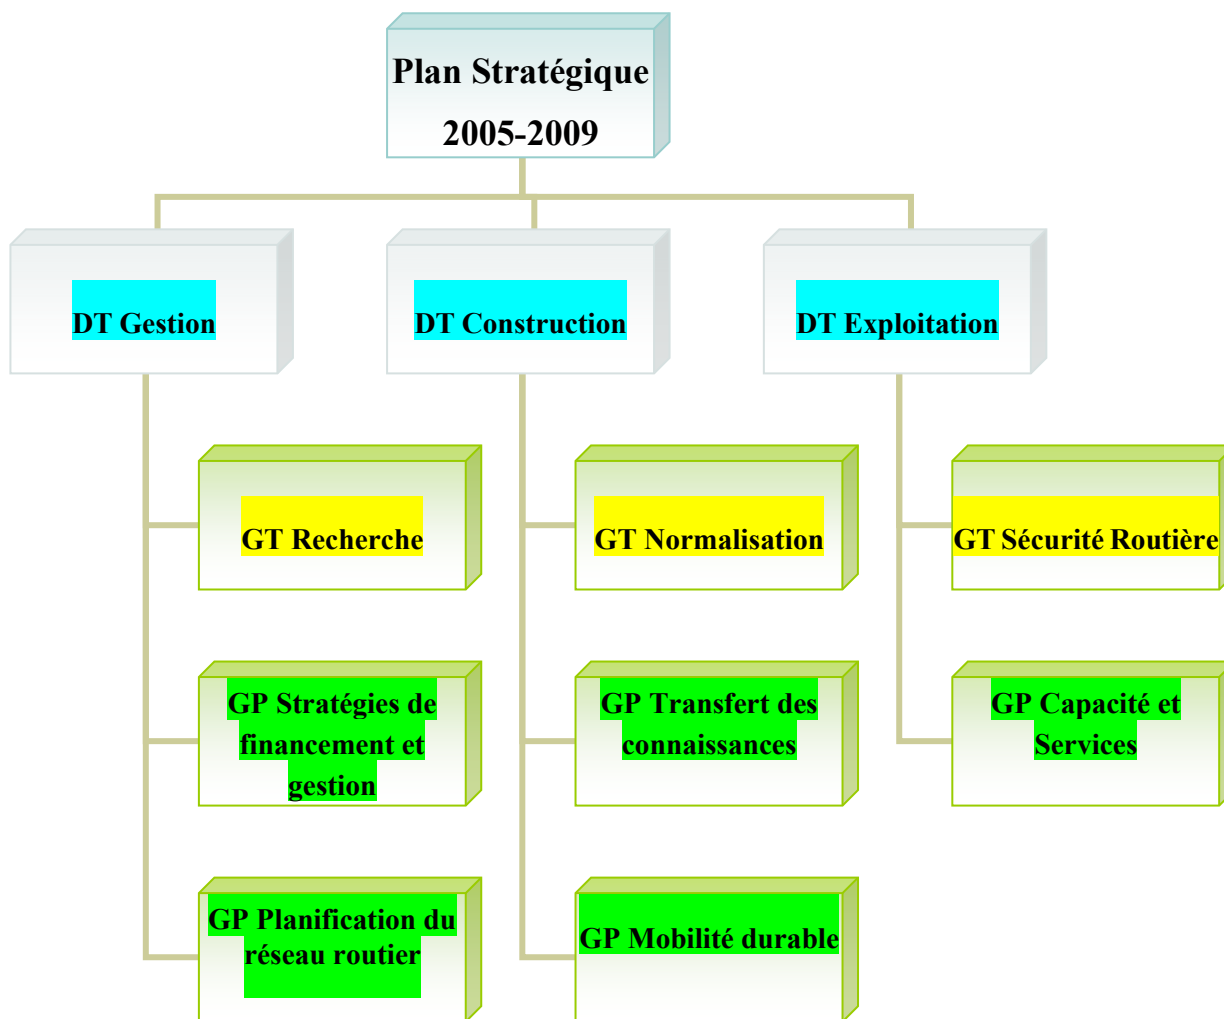 Plan Stratégique
2005-2009
DT Gestion
DT Construction
DT Exploitation
GT Recherche
GT Normalisation
GT Sécurité Routière
GP Stratégies de
financement et
gestion
GP Transfert des
connaissances
GP Capacité et
Services
GP Planification du
réseau routier
GP Mobilité durable